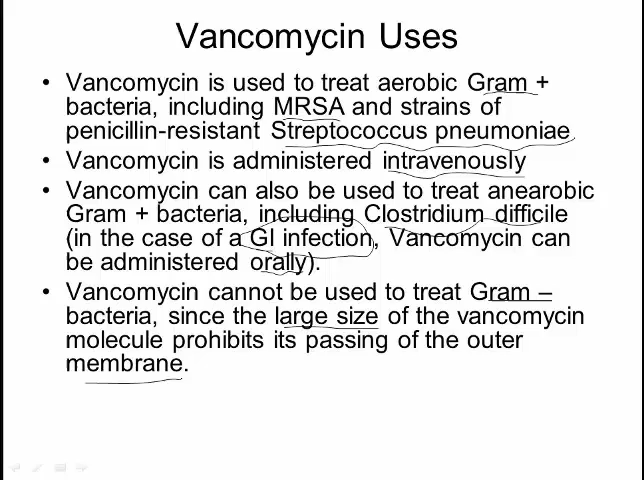 Vancomycin Uses
• Vancomycin is used to treat aerobic Gram +
bacteria, including MRSA and strains of
penicillin-resistant Streptococcus pneumoniae
• Vancomycin is administered intravenously
• Vancomycin can also be used to treat anearobic
Gram + bacteria, including Clostridium difficile
(in the case of a GI infection, Vancomycin can
be administered orally).
• Vancomycin cannot be used to treat Gram –
bacteria, since the large size of the vancomycin
molecule prohibits its passing of the outer
membrane.